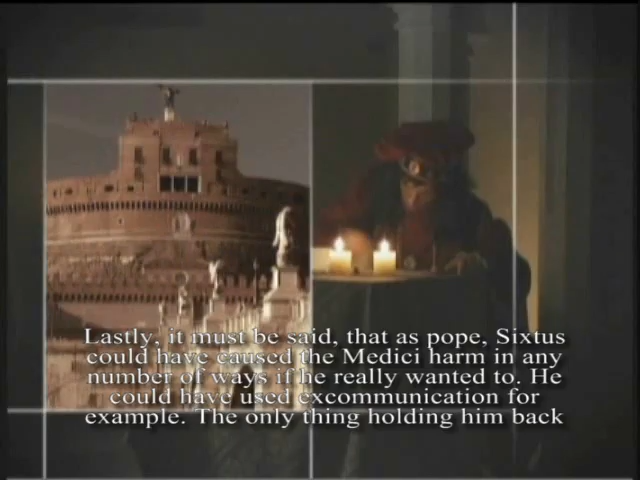 Lastly, it must be said, that as pope, Sixtus
could have caused the Medici harm in any
number of ways if he really wanted to. He
could have used excommunication for
example. The only thing holding him back